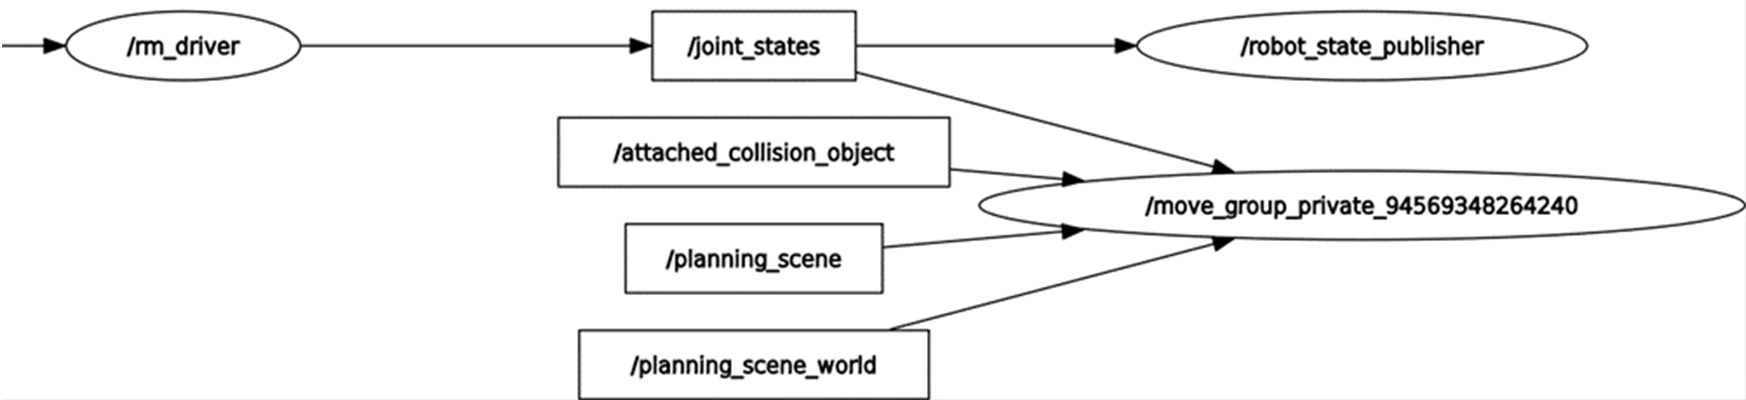 /rm_driver
/joint_states
/robot_state_publisher
/attached_collision_object
/move_group_private_94569348264240
/planning_scene
/planning_scene_world